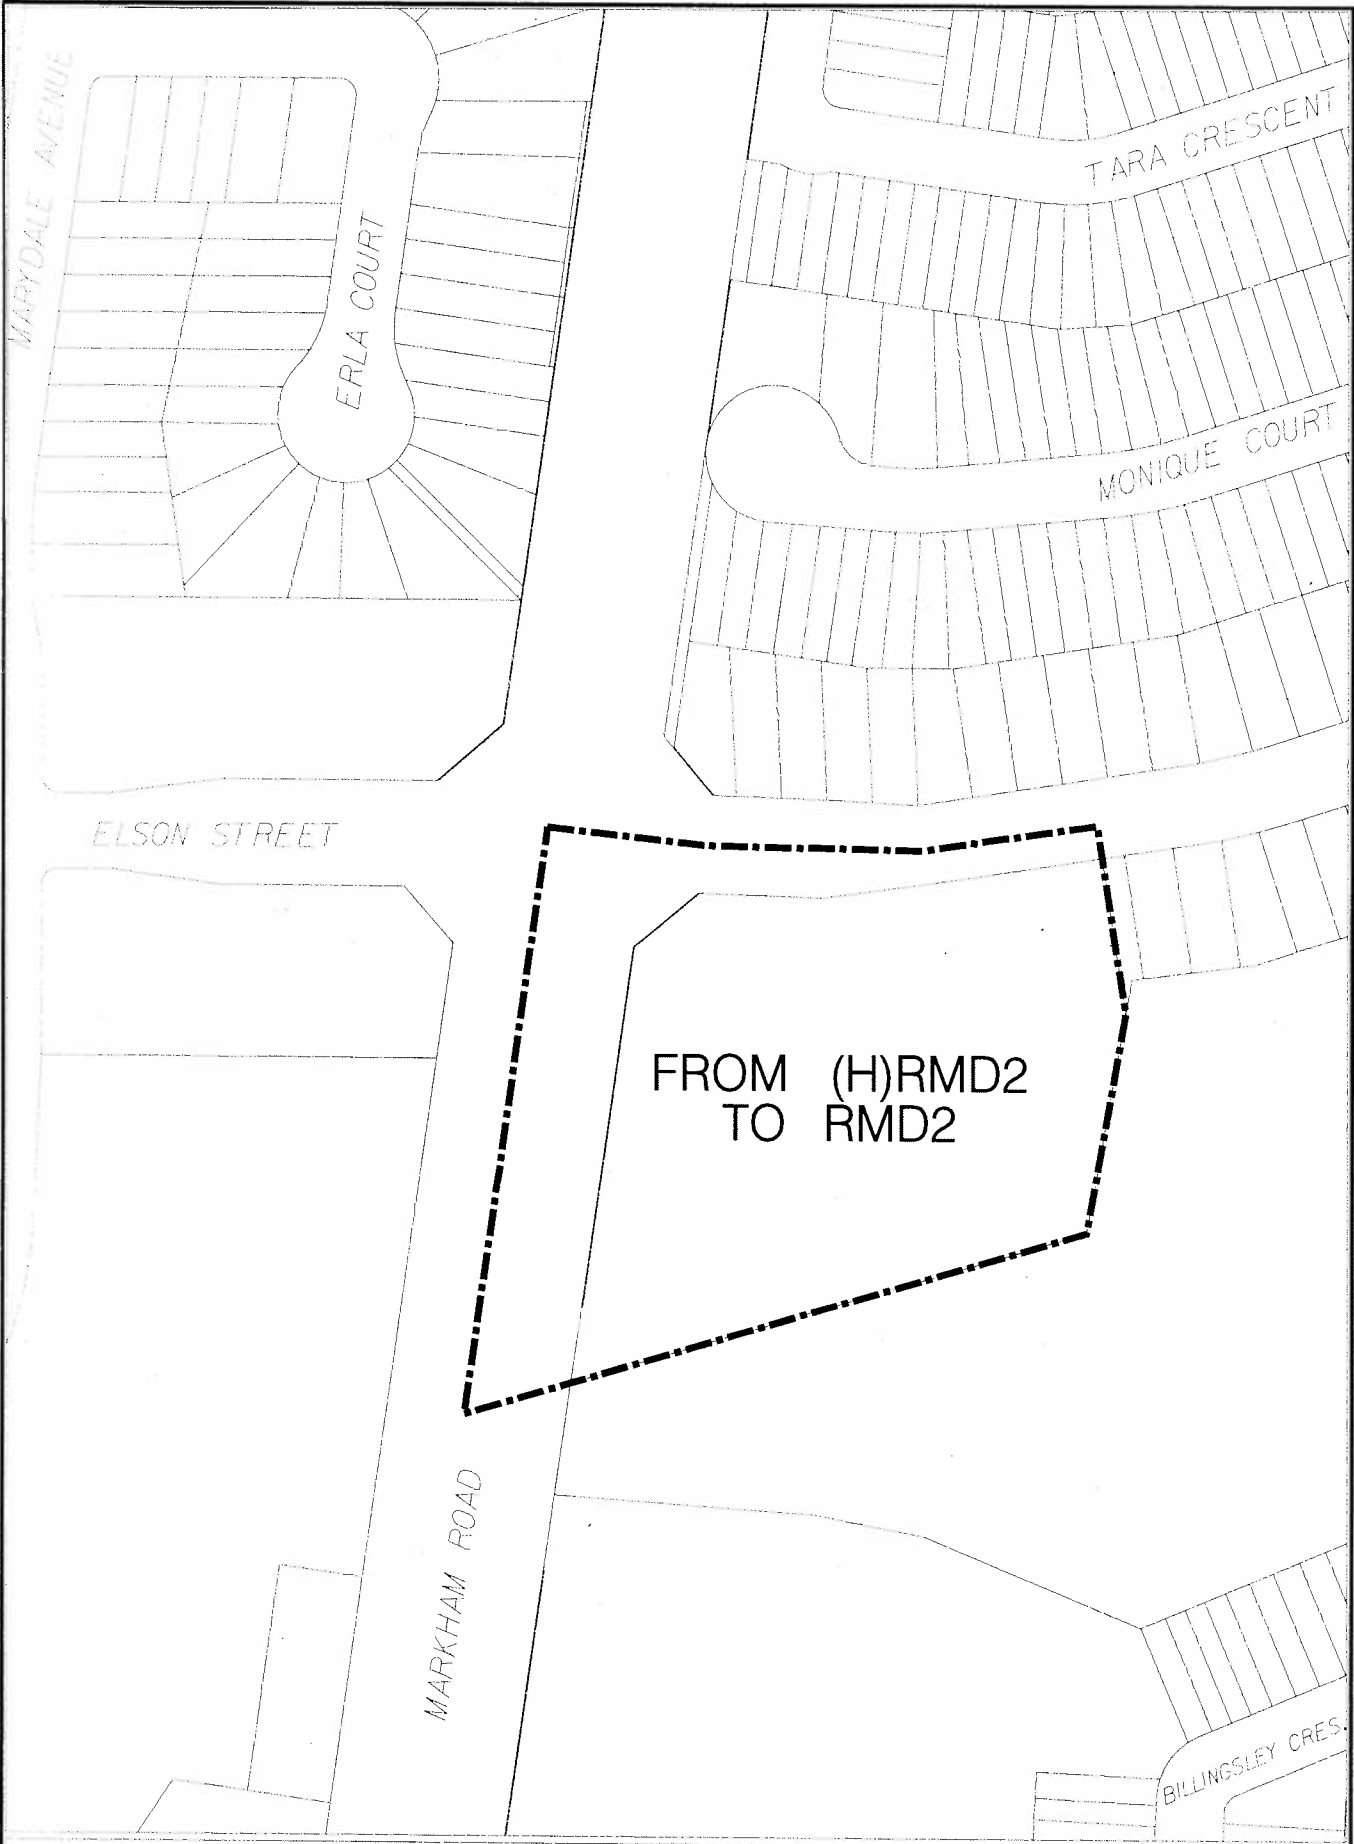 MARYDALE AVENUE
TARA CRESCENT
ERLA COURT
MONIQUE COURT
ELSON STREET
FROM (H)RMD2
TO RMD2
MARKHAM ROAD
BILLINGSLEY CRES.